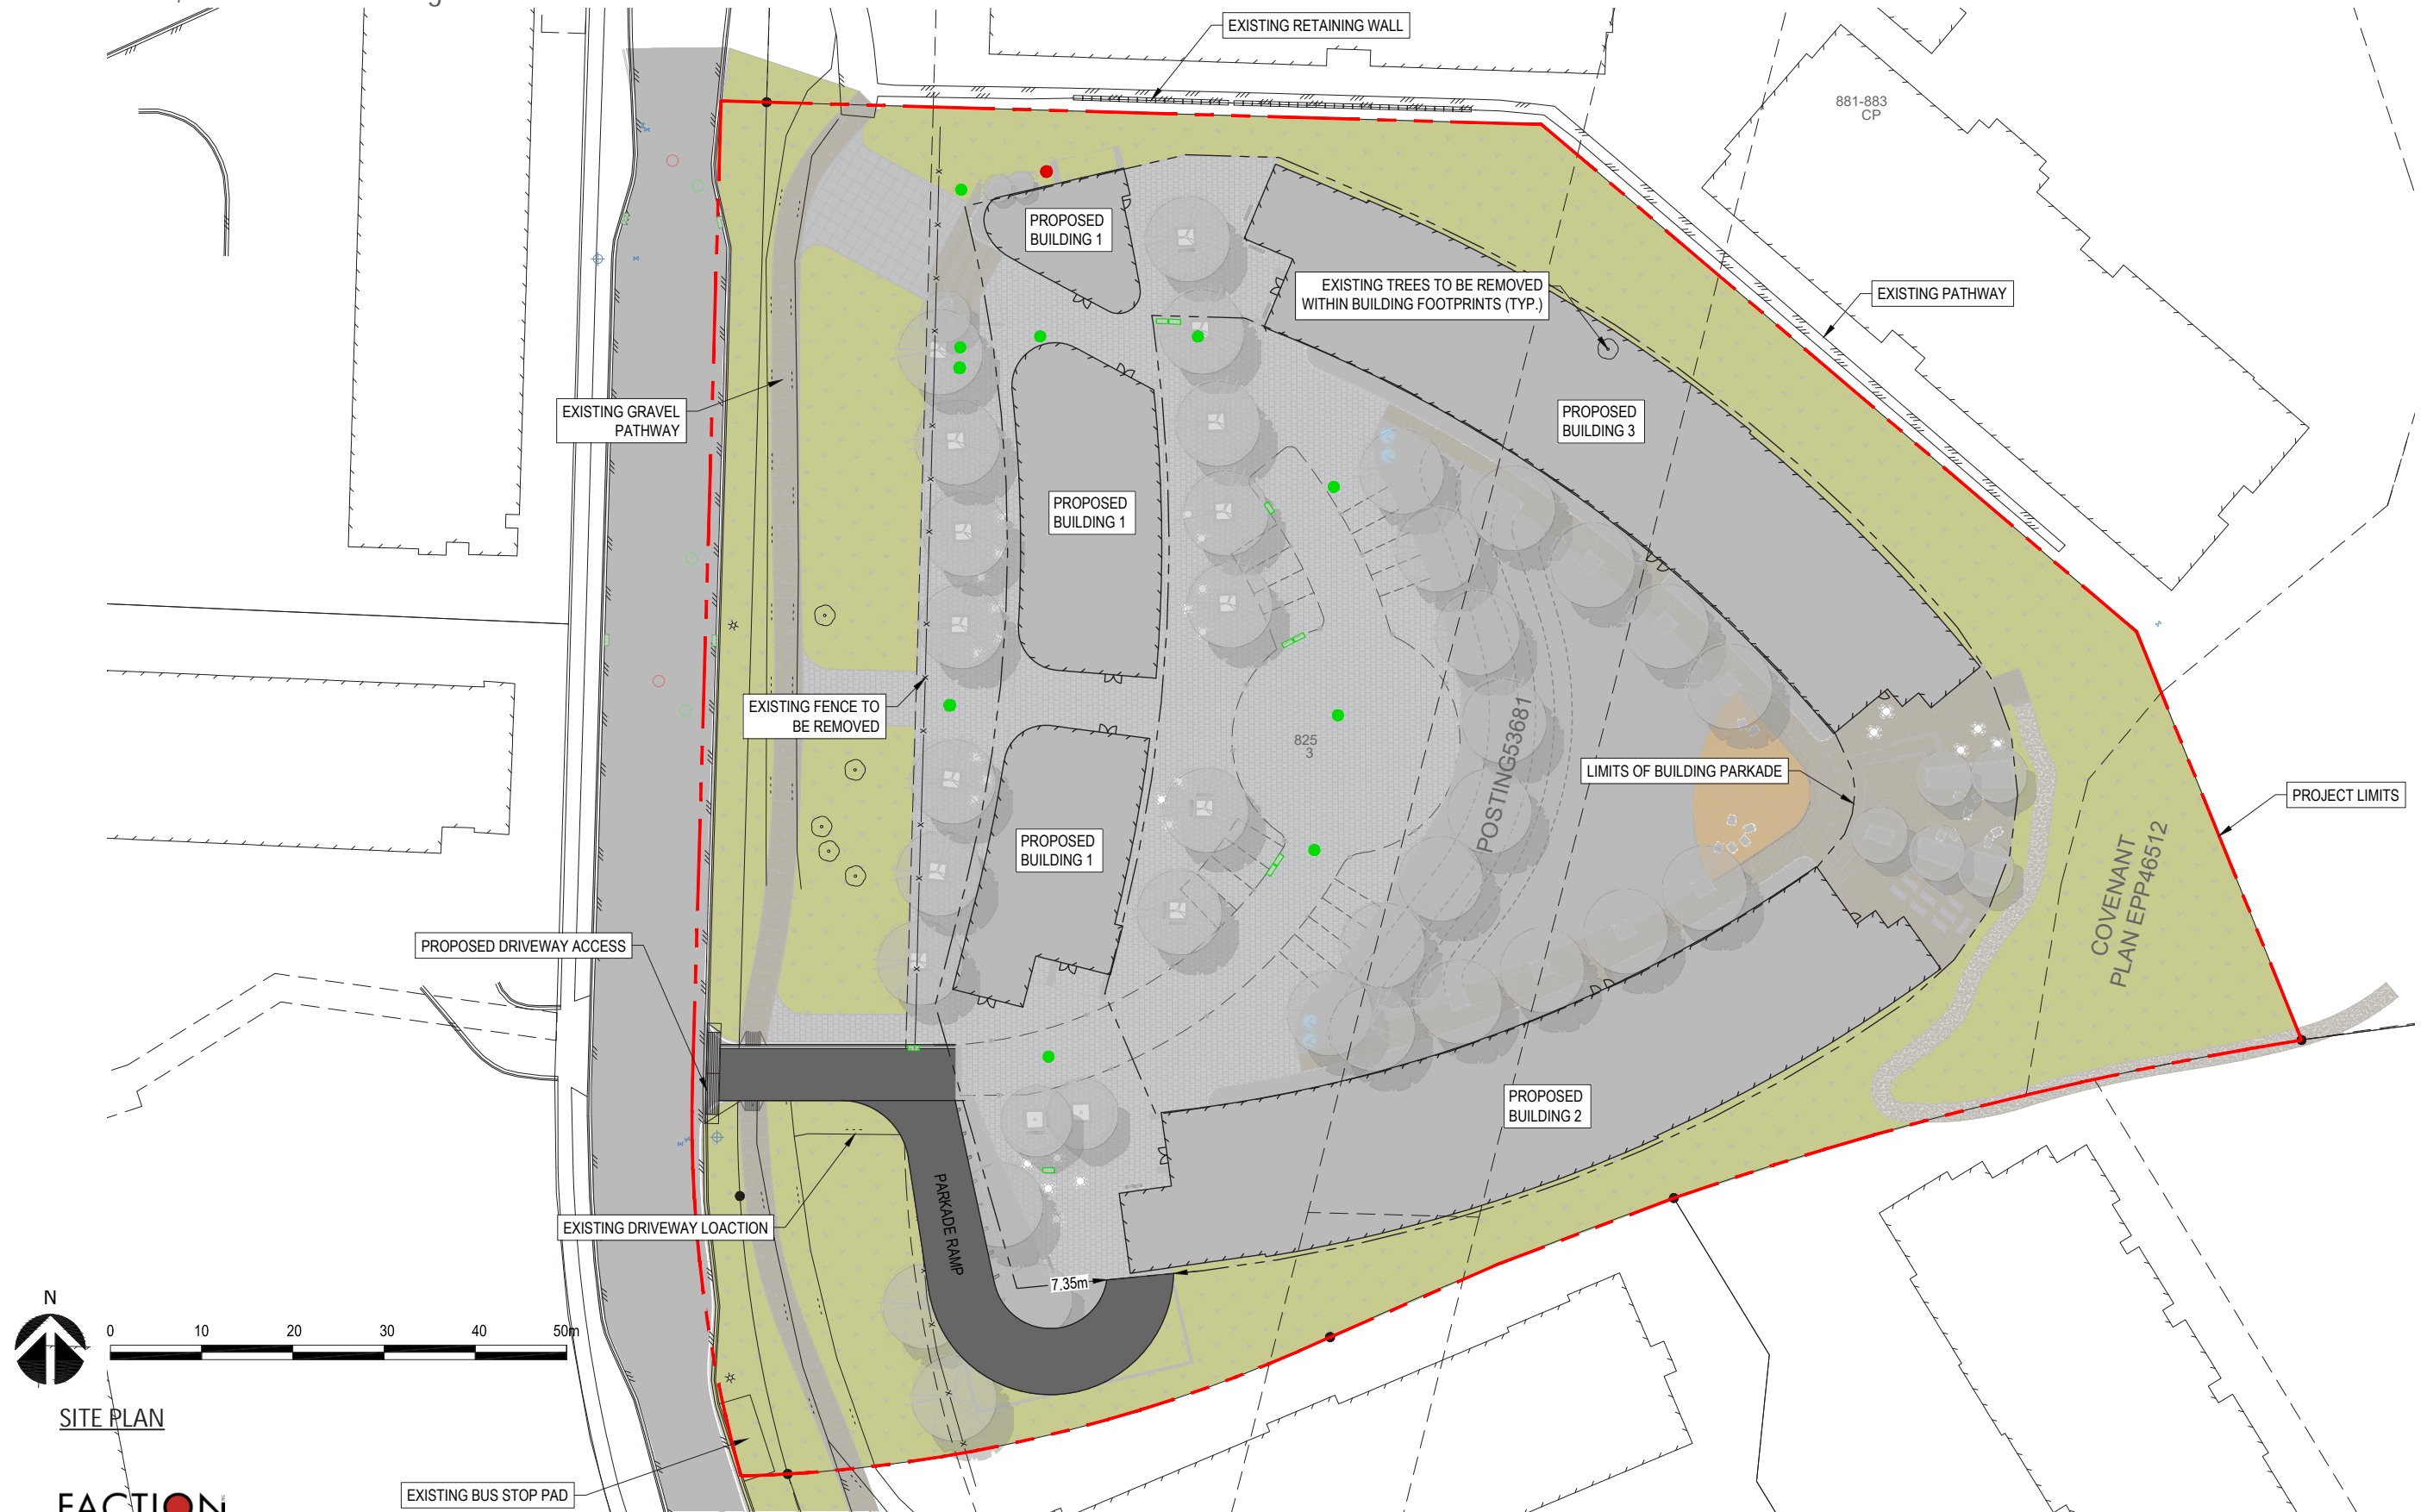 EXISTING RETAINING WALL
881-883
CP
PROPOSED
BUILDING 1
EXISTING TREES TO BE REMOVED
WITHIN BUILDING FOOTPRINTS (TYP.)
EXISTING PATHWAY
EXISTING GRAVEL
PATHWAY
PROPOSED
BUILDING 3
PROPOSED
BUILDING 1
EXISTING FENCE TO
BE REMOVED
825
3
POSTING53681
LIMITS OF BUILDING PARKADE
PROJECT LIMITS
PROPOSED
BUILDING 1
COVENANT
PLAN EPP46512
PROPOSED DRIVEWAY ACCESS
PROPOSED
BUILDING 2
EXISTING DRIVEWAY LOACTION
PARKADE RAMP
7.35m
N
0 10 20 30 40 50m
SITE PLAN
EXISTING BUS STOP PAD
FACTION